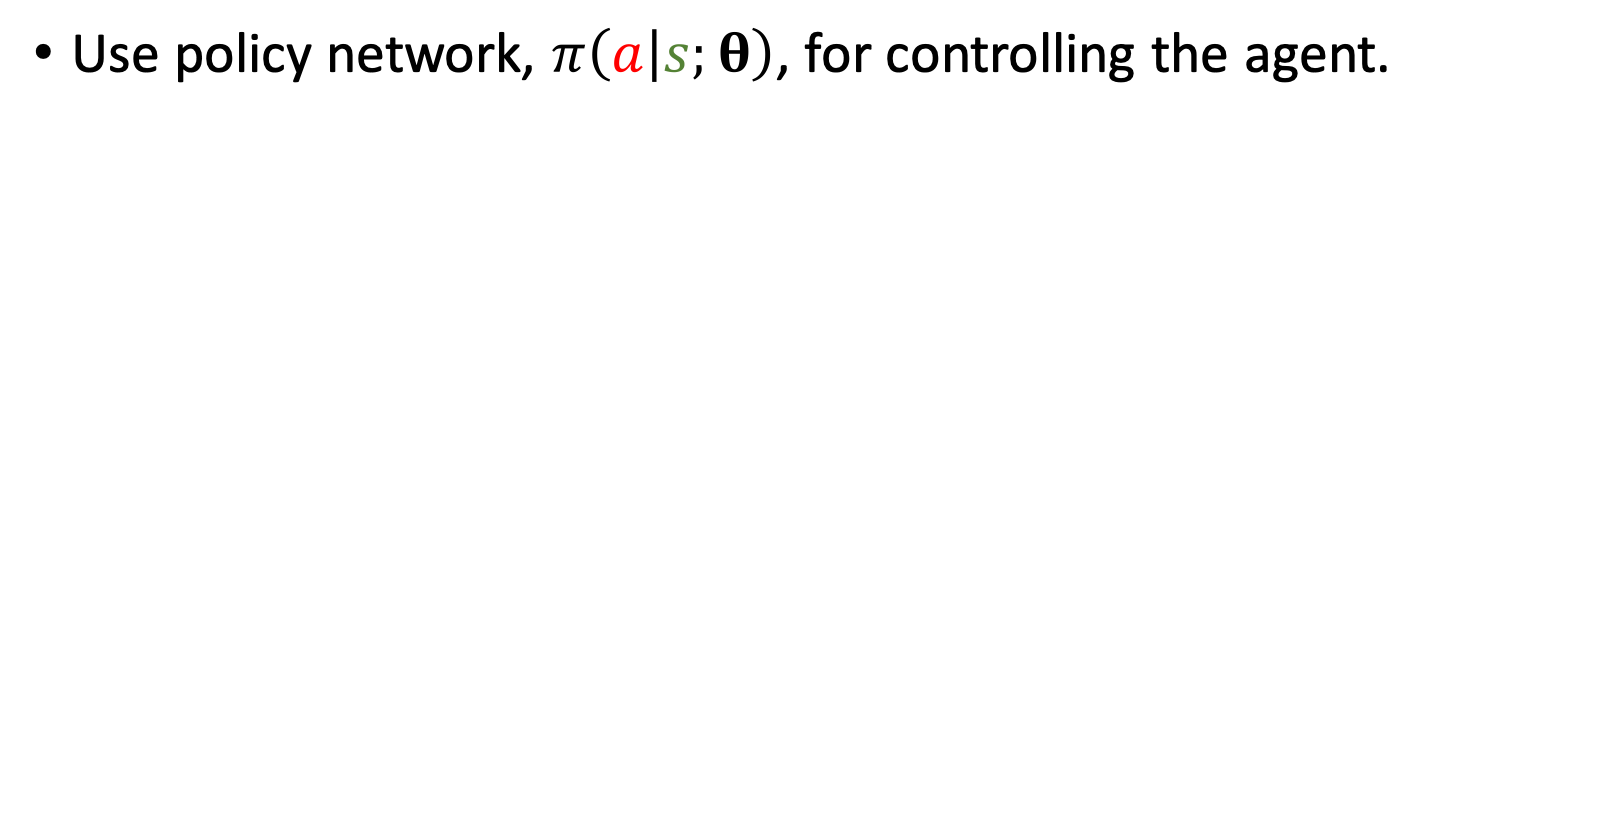 • Use policy network, π(a|s; θ), for controlling the agent.